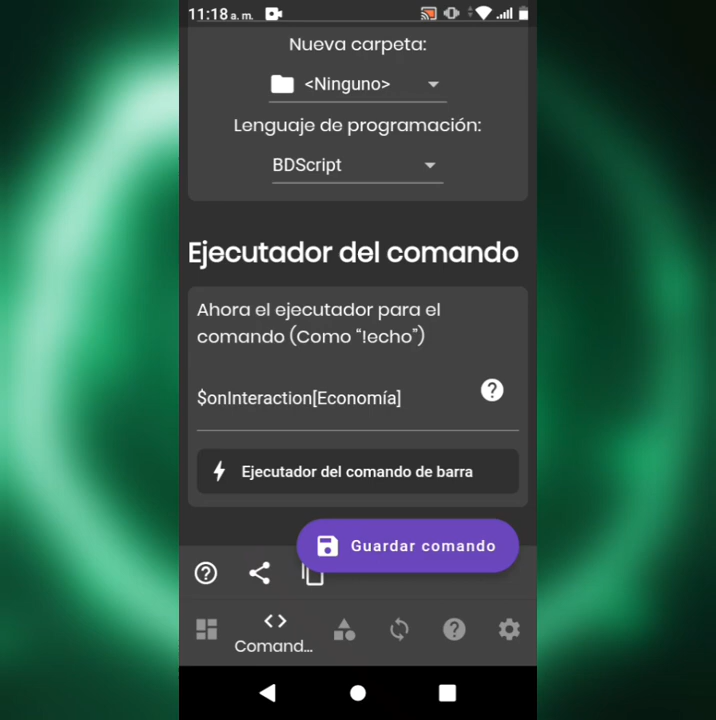 11:18 a. m.
Nueva carpeta:
<Ninguno>
Lenguaje de programación:
BDScript
Ejecutador del comando
Ahora el ejecutador para el
comando (Como “!echo”)
$onInteraction[Economía]
Ejecutador del comando de barra
Guardar comando
Comand...